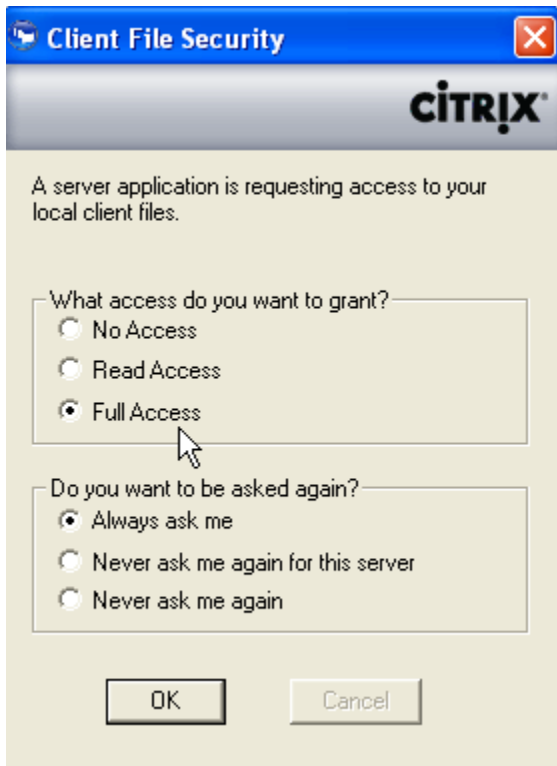 Client File Security
CİTRIX
A server application is requesting access to your
local client files.
What access do you want to grant?
No Access
Read Access
Full Access
Do you want to be asked again?
Always ask me
Never ask me again for this server
Never ask me again
OK
Cancel